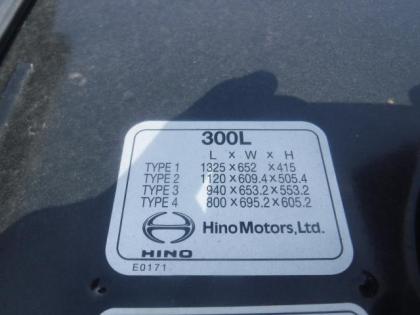 300L
L × W × H
TYPE 1 1325×652 ×415
TYPE 2 1120×609.4×505.4
TYPE 3 940×653.2×553.2
TYPE 4 800×695.2×605.2
HINO Hino Motors, Ltd.
E0171